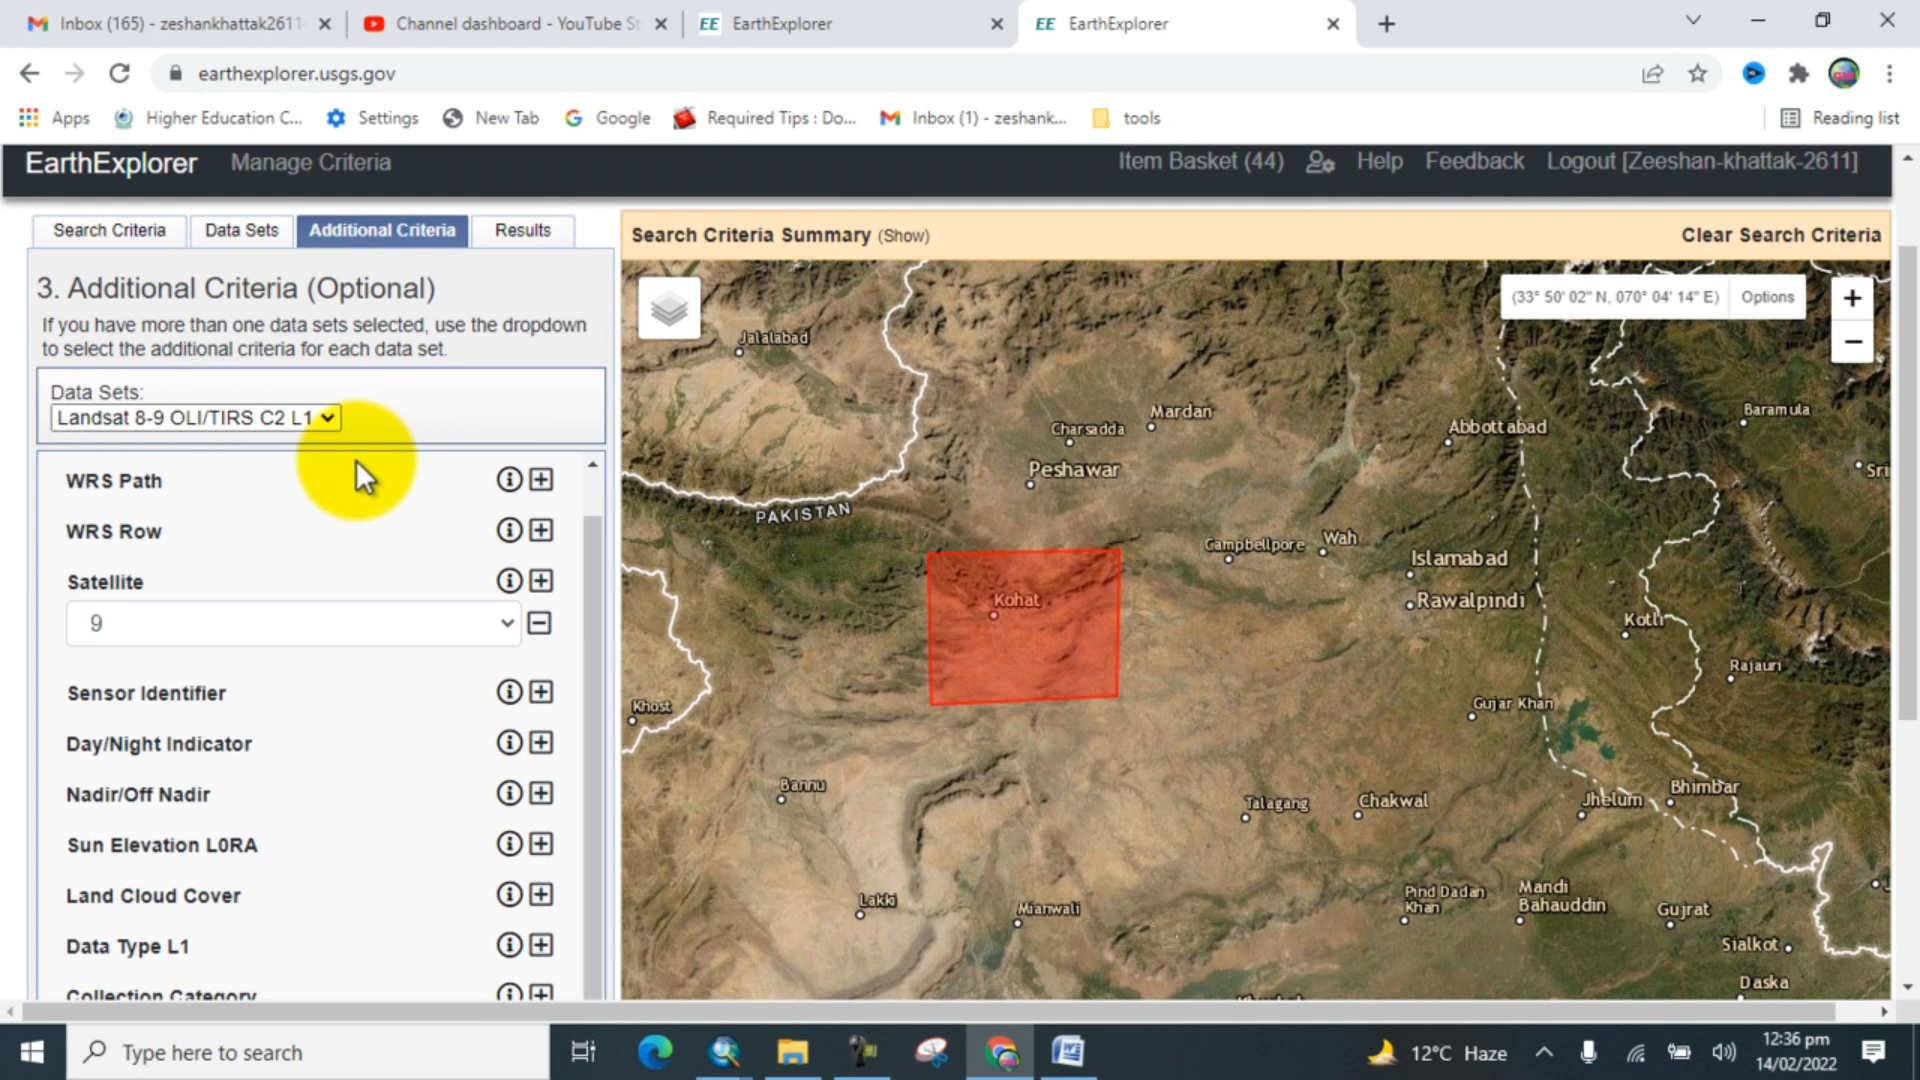 Inbox (165) - zeshankhattak2611
Channel dashboard - YouTube St
EE EarthExplorer
EE EarthExplorer
earthexplorer.usgs.gov
Apps
Higher Education C...
Settings
New Tab
Google
Required Tips : Do...
Inbox (1) - zeshank...
tools
Reading list
EarthExplorer
Manage Criteria
Item Basket (44)
Help
Feedback
Logout [Zeeshan-khattak-2611]
Search Criteria
Data Sets
Additional Criteria
Results
3. Additional Criteria (Optional)
If you have more than one data sets selected, use the dropdown
to select the additional criteria for each data set.
Data Sets:
Landsat 8-9 OLI/TIRS C2 L1
WRS Path
WRS Row
Satellite
9
Sensor Identifier
Day/Night Indicator
Nadir/Off Nadir
Sun Elevation L0RA
Land Cloud Cover
Data Type L1
Collection Category
Search Criteria Summary (Show)
Clear Search Criteria
(33° 50' 02" N, 070° 04' 14" E)
Options
+
−
Jalalabad
Mardan
Charsadda
Peshawar
Abbottabad
Baramula
Sri
PAKISTAN
Campbellpore
Wah
Islamabad
Kohat
Rawalpindi
Kotli
Rajauri
Khost
Gujar Khan
Bannu
Talagang
Chakwal
Jhelum
Bhimbar
Lakki
Mianwali
Pind Dadan
Khan
Mandi
Bahauddin
Gujrat
Sialkot
Daska
Type here to search
12°C Haze
12:36 pm
14/02/2022